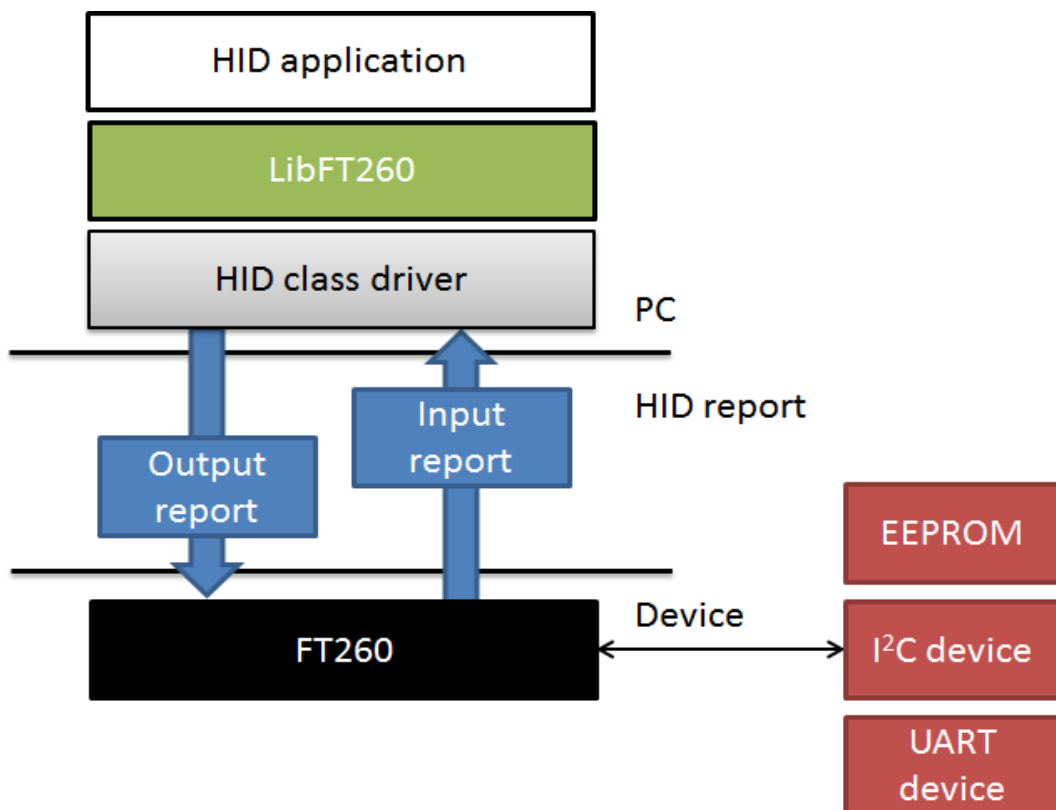 HID application
LibFT260
HID class driver
PC
HID report
Input
report
Output
report
EEPROM
Device
FT260
I²C device
UART
device